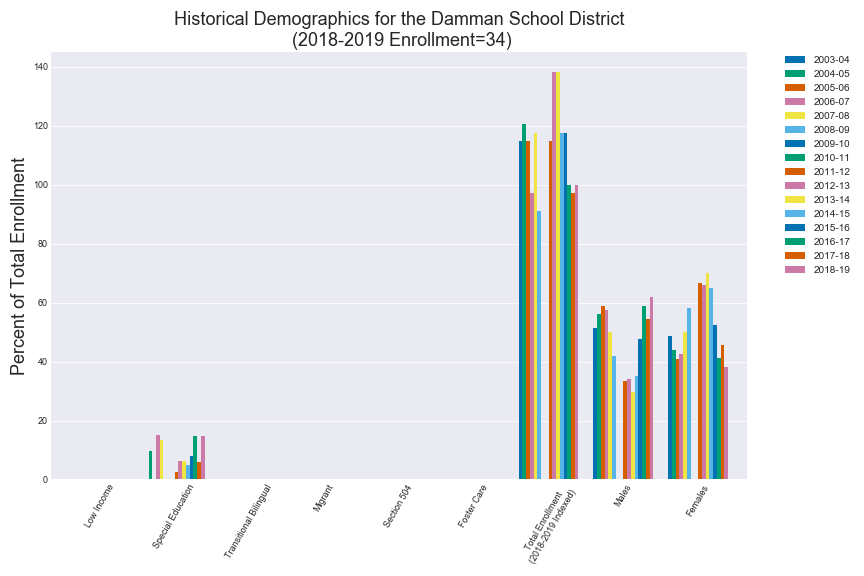 Historical Demographics for the Damman School District
(2018-2019 Enrollment=34)
Percent of Total Enrollment
140
120
100
80
60
40
20
0
Low Income
Special Education
Transitional Bilingual
Migrant
Section 504
Foster Care
Total Enrollment
(2018-2019 Indexed)
Males
Females
2003-04
2004-05
2005-06
2006-07
2007-08
2008-09
2009-10
2010-11
2011-12
2012-13
2013-14
2014-15
2015-16
2016-17
2017-18
2018-19